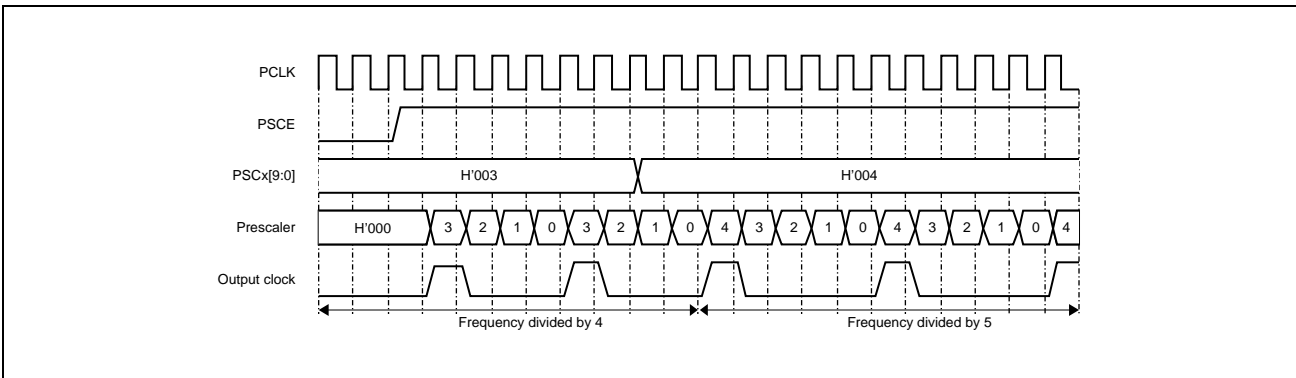 PCLK
PSCE
PSCx[9:0] H'003 H'004
Prescaler H'000 3 2 1 0 3 2 1 0 4 3 2 1 0 4 3 2 1 0 4
Output clock
Frequency divided by 4 Frequency divided by 5